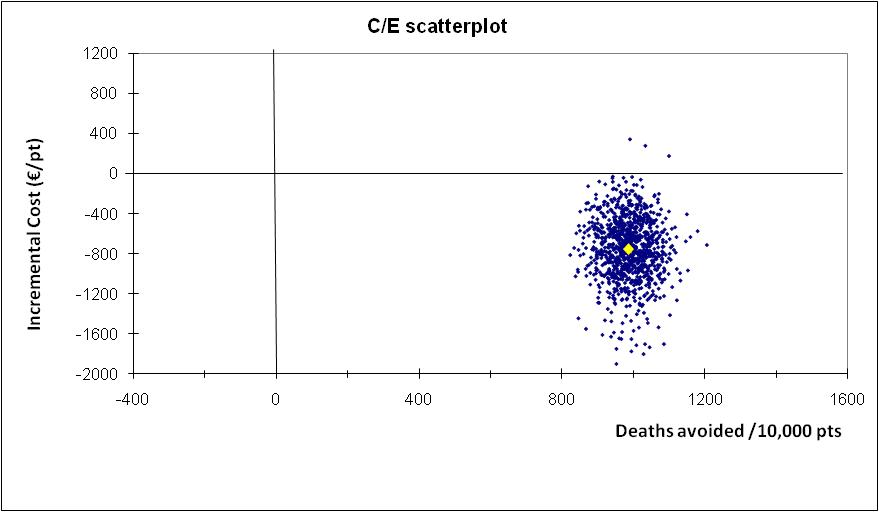 C/E scatterplot
1200
800
400
0
-400
-800
-1200
-1600
-2000
Incremental Cost (€/pt)
-400 0 400 800 1200 1600
Deaths avoided /10,000 pts